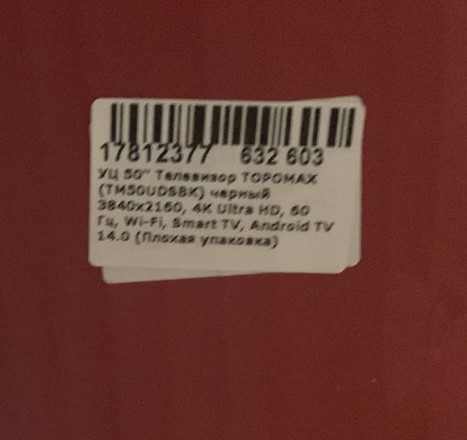 17812377 632 603
УЦ 50" Телевизор TOPOMAX
(TM50UDSBK) черный
3840x2160, 4K Ultra HD, 60
Гц, Wi-Fi, Smart TV, Android TV
14.0 (Плохая упаковка)